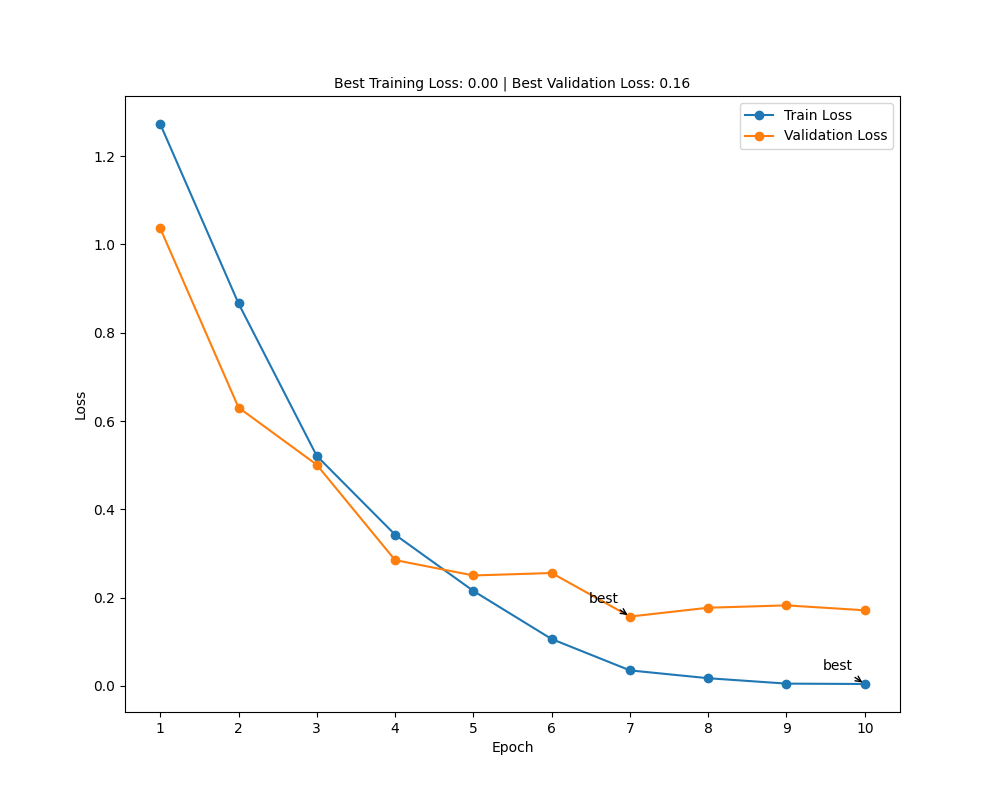 Best Training Loss: 0.00 | Best Validation Loss: 0.16
Train Loss
Validation Loss
1.2
1.0
0.8
0.6
0.4
0.2
0.0
Loss
best
best
1 2 3 4 5 6 7 8 9 10
Epoch